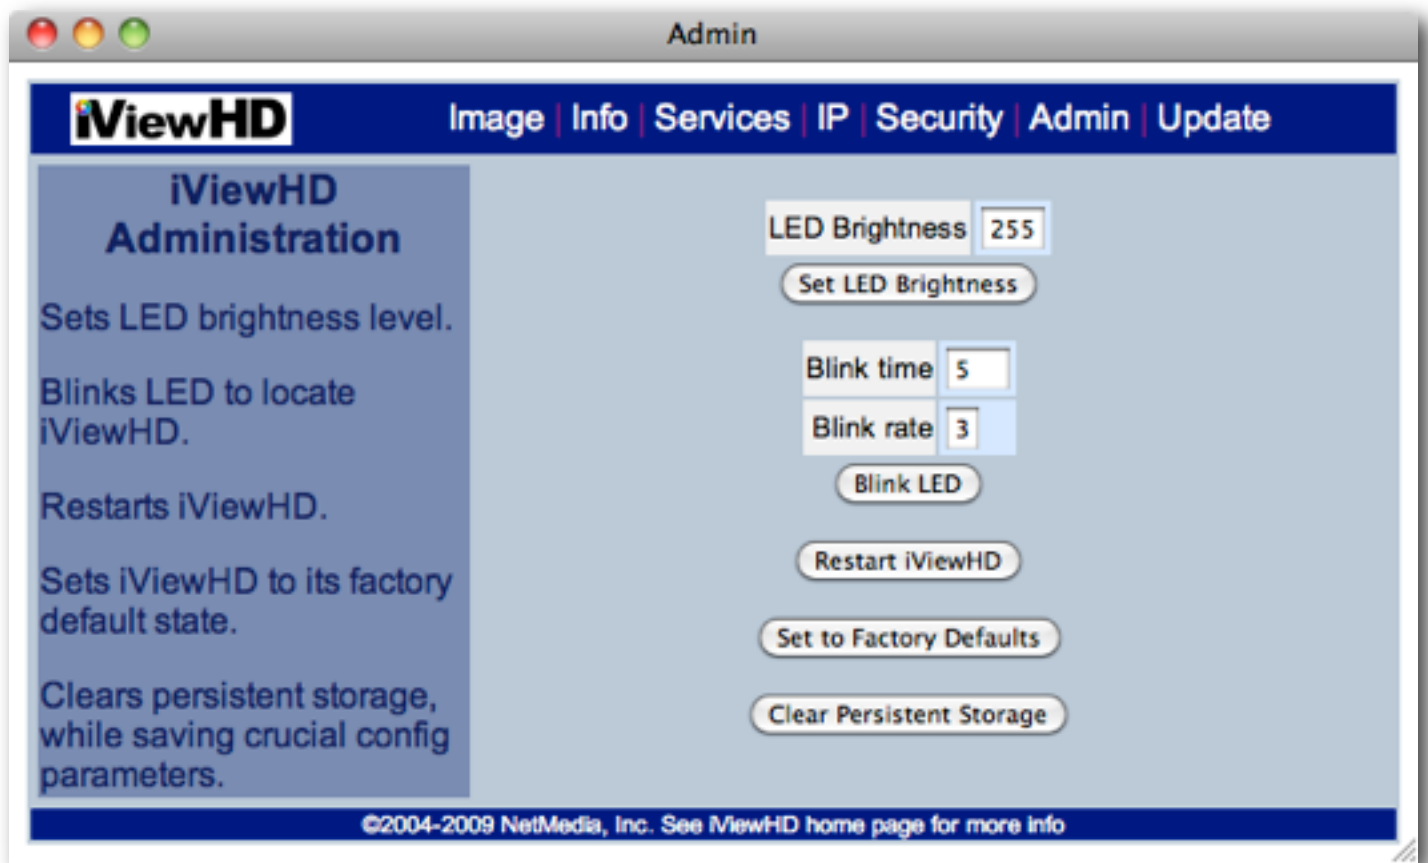 Admin
iViewHD
Image | Info | Services | IP | Security | Admin | Update
iViewHD
Administration
Sets LED brightness level.
Blinks LED to locate
iViewHD.
Restarts iViewHD.
Sets iViewHD to its factory
default state.
Clears persistent storage,
while saving crucial config
parameters.
LED Brightness 255
Set LED Brightness
Blink time 5
Blink rate 3
Blink LED
Restart iViewHD
Set to Factory Defaults
Clear Persistent Storage
©2004-2009 NetMedia, Inc. See iViewHD home page for more info